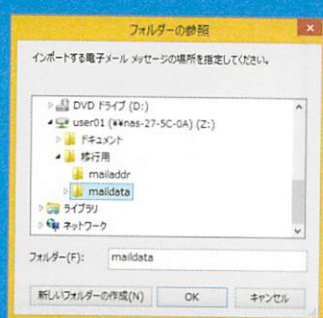 フォルダーの参照
インポートする電子メール メッセージの場所を指定してください。
DVD ドライブ (D:)
user01 (¥¥nas-27-5C-0A) (Z:)
ドキュメント
移行用
maildaddr
maildata
ライブラリ
ネットワーク
フォルダー(F): maildata
新しいフォルダーの作成(N) OK キャンセル